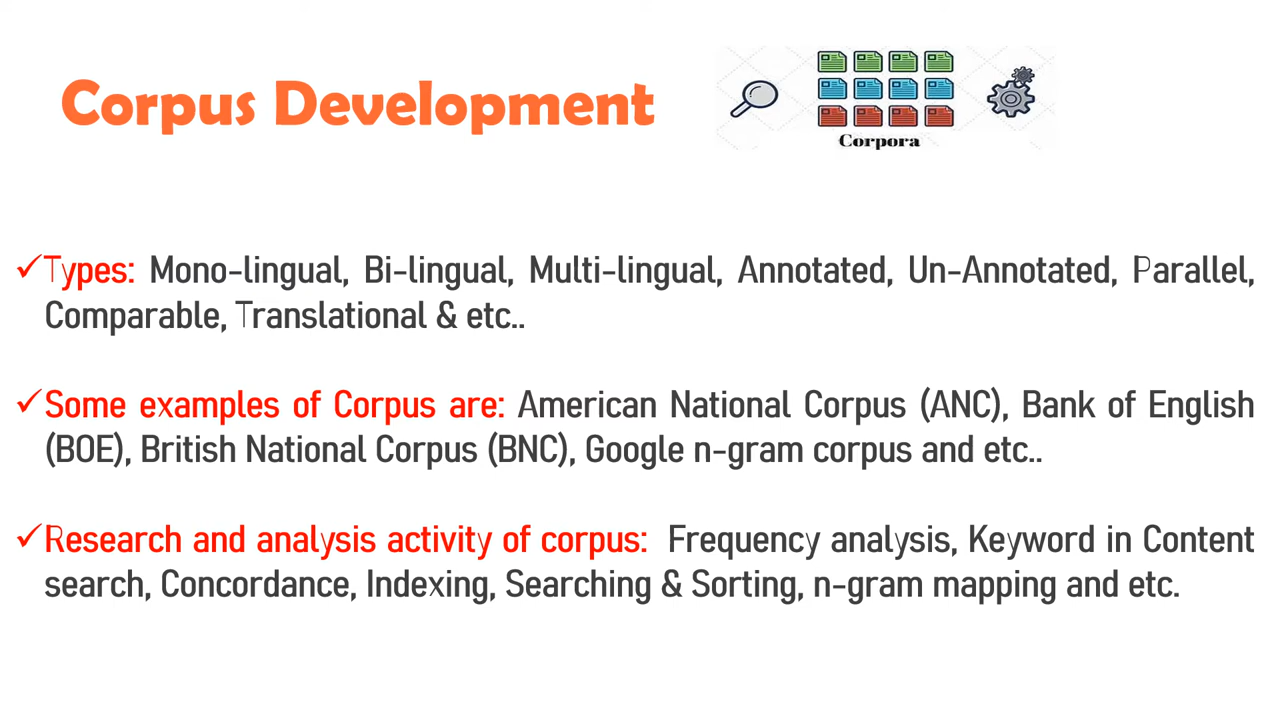 Corpus Development
Corpora
✓Types: Mono-lingual, Bi-lingual, Multi-lingual, Annotated, Un-Annotated, Parallel,
Comparable, Translational & etc..
✓Some examples of Corpus are: American National Corpus (ANC), Bank of English
(BOE), British National Corpus (BNC), Google n-gram corpus and etc..
✓Research and analysis activity of corpus: Frequency analysis, Keyword in Content
search, Concordance, Indexing, Searching & Sorting, n-gram mapping and etc.